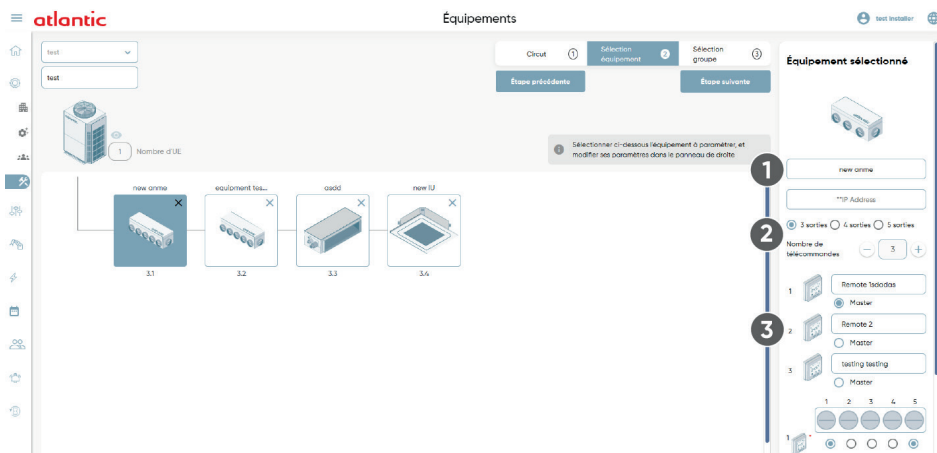 atlantic
Équipements
test installer
test
test
Circut 1
Sélection équipement 2
Sélection groupe 3
Étape précédente
Étape suivante
1 Nombre d'UE
Sélectionner ci-dessous léquipement à paramétrer, et
modifier ses paramètres dans le panneau de droite
new anme
equipment tes...
asdd
new IU
3.1
3.2
3.3
3.4
Équipement sélectionné
1
new anme
**IP Address
2
3 sorties 4 sorties 5 sorties
Nombre de
télécommandes
3
1
Remote 1sdadas
Master
3
2
Remote 2
Master
3
testing testing
Master
1 2 3 4 5
1 *